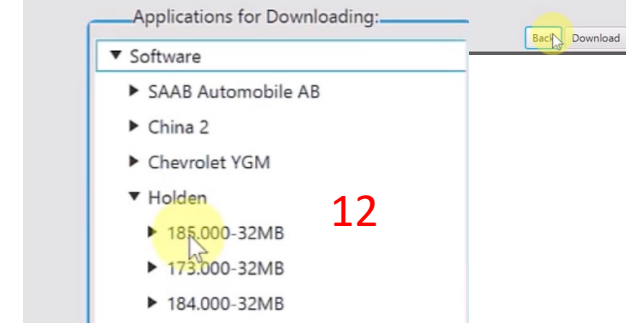 Applications for Downloading:
Back Download
Software
SAAB Automobile AB
China 2
Chevrolet YGM
Holden
12
185.000-32MB
173.000-32MB
184.000-32MB